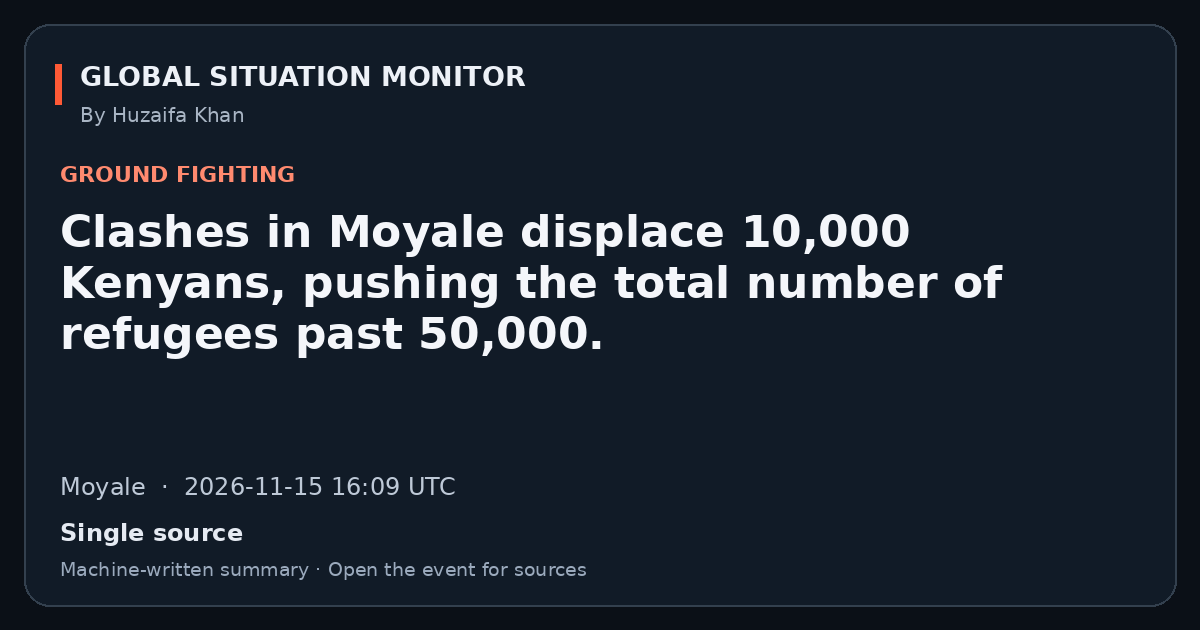 GLOBAL SITUATION MONITOR
By Huzaifa Khan
GROUND FIGHTING
Clashes in Moyale displace 10,000
Kenyans, pushing the total number of
refugees past 50,000.
Moyale · 2026-11-15 16:09 UTC
Single source
Machine-written summary · Open the event for sources